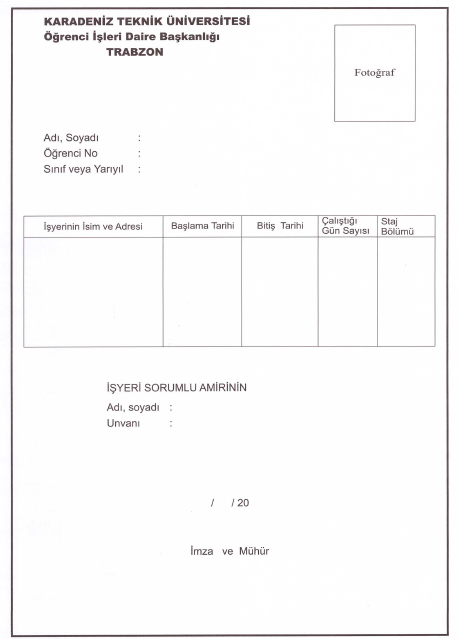 KARADENİZ TEKNİK ÜNİVERSİTESİ
Öğrenci İşleri Daire Başkanlığı
TRABZON
Fotoğraf
Adı, Soyadı :
Öğrenci No :
Sınıf veya Yarıyıl :
İşyerinin İsim ve Adresi Başlama Tarihi Bitiş Tarihi Çalıştığı Gün Sayısı Staj Bölümü
İŞYERİ SORUMLU AMİRİNİN
Adı, soyadı :
Unvanı :
/ / 20
İmza ve Mühür